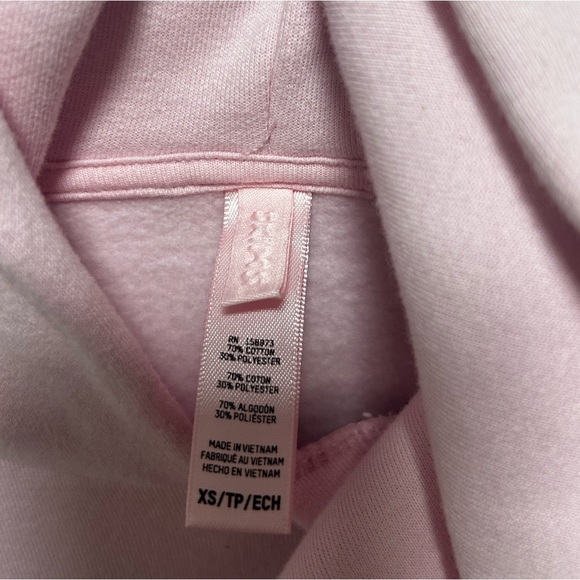 SKIMS
RN 158973
70% COTTON
30% POLYESTER
70% COTON
30% POLYESTER
70% ALGODÓN
30% POLIÉSTER
MADE IN VIETNAM
FABRIQUÉ AU VIETNAM
HECHO EN VIETNAM
XS/TP/ECH